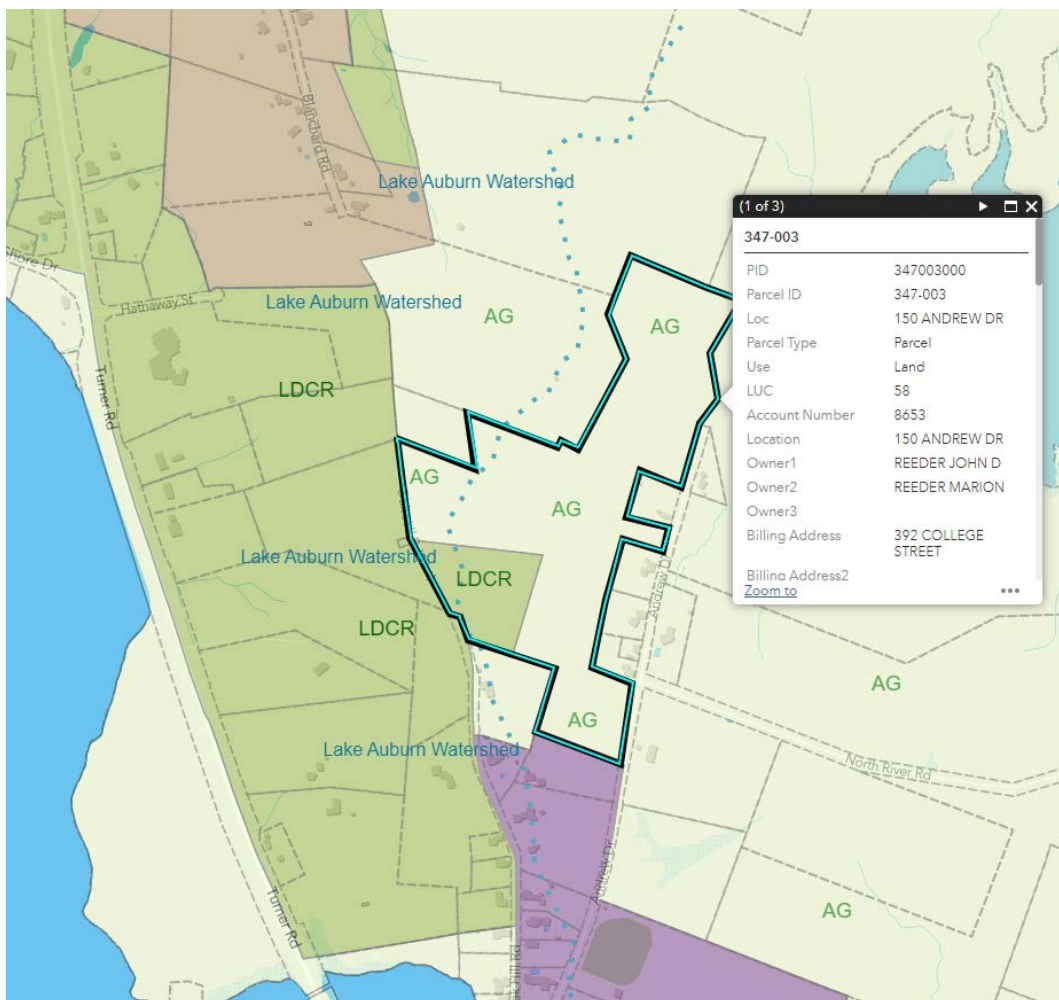 Blanchard Rd
Lake Auburn Watershed
(1 of 3)
347-003
PID 347003000
Parcel ID 347-003
Loc 150 ANDREW DR
Parcel Type Parcel
Use Land
LUC 58
Account Number 8653
Location 150 ANDREW DR
Owner1 REEDER JOHN D
Owner2 REEDER MARION
Owner3
Billing Address 392 COLLEGE
STREET
Billing Address2
Zoom to
Shore Dr
Hathaway St
Lake Auburn Watershed
AG
AG
Turner Rd
LDCR
AG
AG
Lake Auburn Watershed
LDCR
Andrew Dr
LDCR
AG
AG
Lake Auburn Watershed
North River Rd
Andrew Dr
Turner Rd
AG
Hill Rd